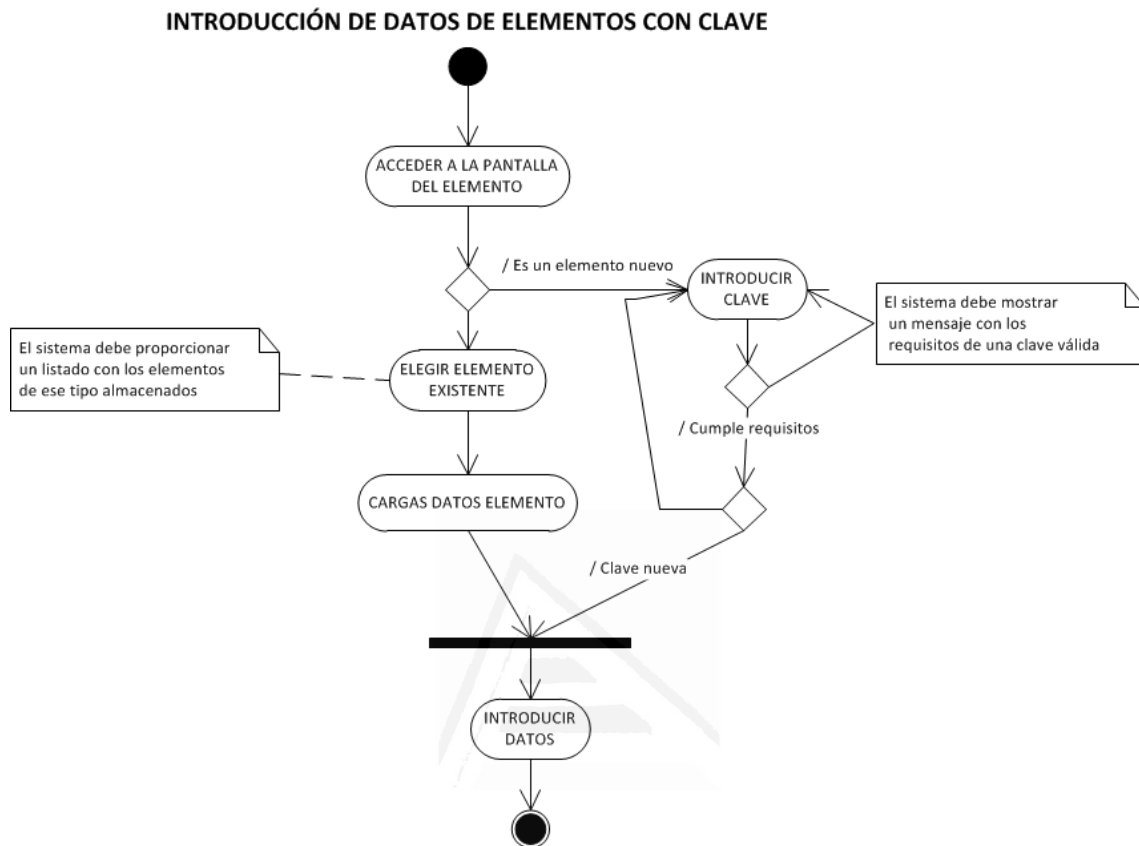 INTRODUCCIÓN DE DATOS DE ELEMENTOS CON CLAVE
ACCEDER A LA PANTALLA
DEL ELEMENTO
/ Es un elemento nuevo
INTRODUCIR
CLAVE
El sistema debe mostrar
un mensaje con los
requisitos de una clave válida
El sistema debe proporcionar
un listado con los elementos
de ese tipo almacenados
ELEGIR ELEMENTO
EXISTENTE
/ Cumple requisitos
CARGAS DATOS ELEMENTO
/ Clave nueva
INTRODUCIR
DATOS